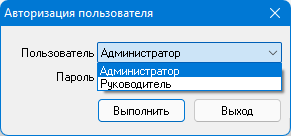 Авторизация пользователя
Пользователь Администратор
Администратор
Пароль
Руководитель
Выполнить Выход